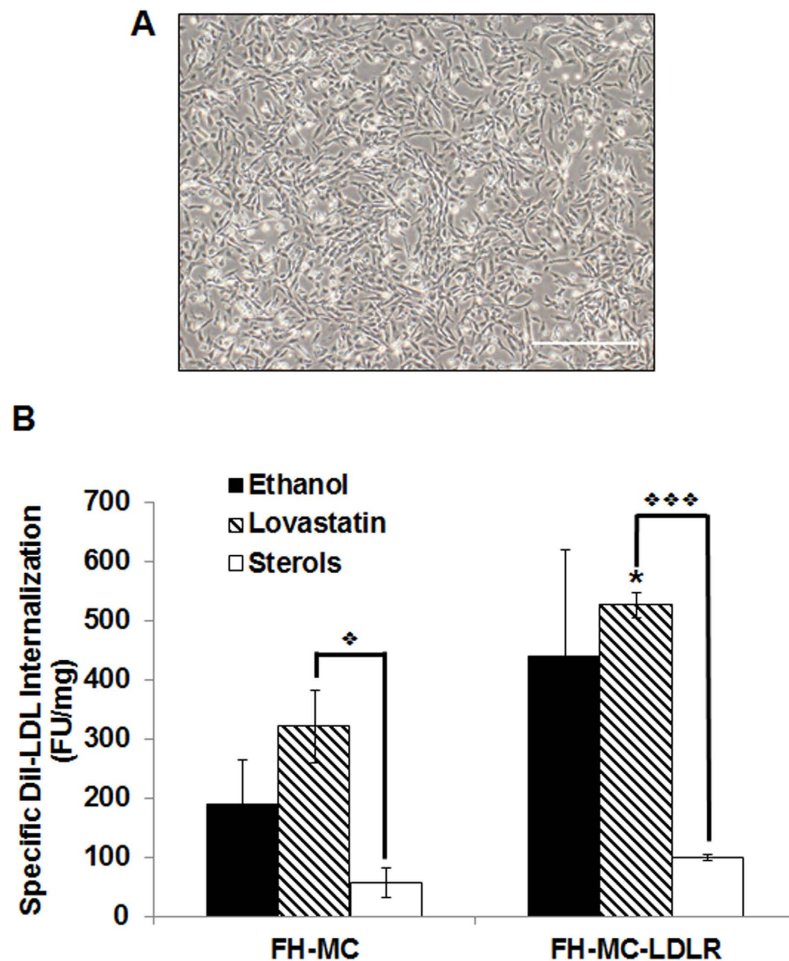 A
B
Ethanol
Lovastatin
Sterols
Specific DiI-LDL Internalization
(FU/mg)
700
600
500
400
300
200
100
0
❖
❖❖❖
*
FH-MC
FH-MC-LDLR